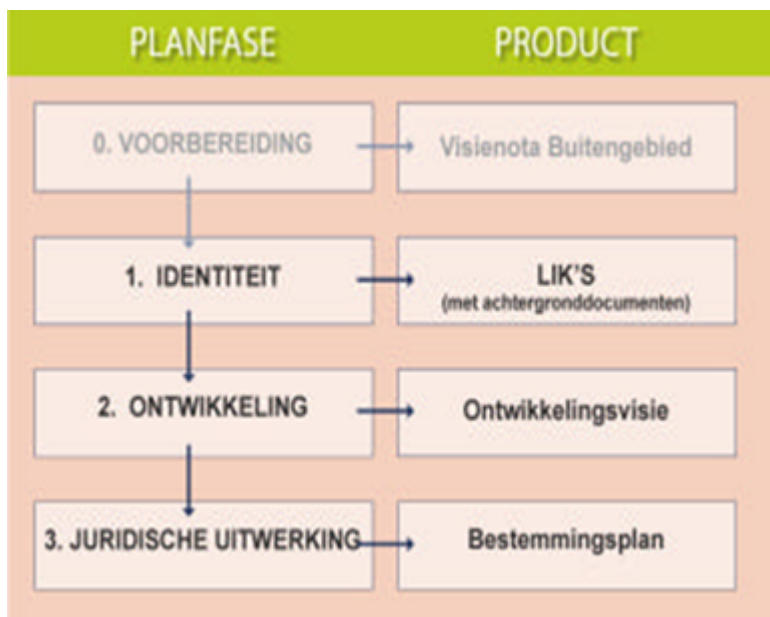 PLANFASE PRODUCT
0. VOORBEREIDING Visienota Buitengebied
1. IDENTITEIT LIK'S
(met achtergronddocumenten)
2. ONTWIKKELING Ontwikkelingsvisie
3. JURIDISCHE UITWERKING Bestemmingsplan